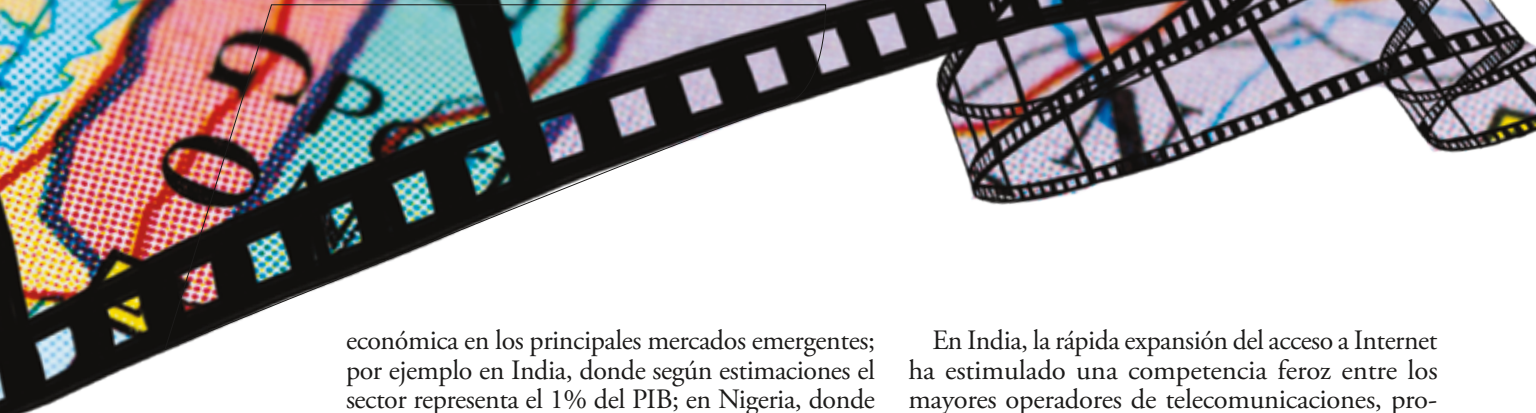 económica en los principales mercados emergentes;
por ejemplo en India, donde según estimaciones el
sector representa el 1% del PIB; en Nigeria, donde
En India, la rápida expansión del acceso a Internet
ha estimulado una competencia feroz entre los
mayores operadores de telecomunicaciones, pro-